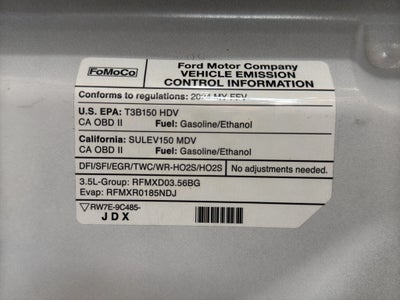 FoMoCo
Ford Motor Company
VEHICLE EMISSION
CONTROL INFORMATION
Conforms to regulations: 2024 MY FFV
U.S. EPA: T3B150 HDV
CA OBD II Fuel: Gasoline/Ethanol
California: SULEV150 MDV
CA OBD II Fuel: Gasoline/Ethanol
DFI/SFI/EGR/TWC/WR-HO2S/HO2S No adjustments needed.
3.5L-Group: RFMXD03.56BG
Evap: RFMXR0185NDJ
RW7E-9C485-
JDX